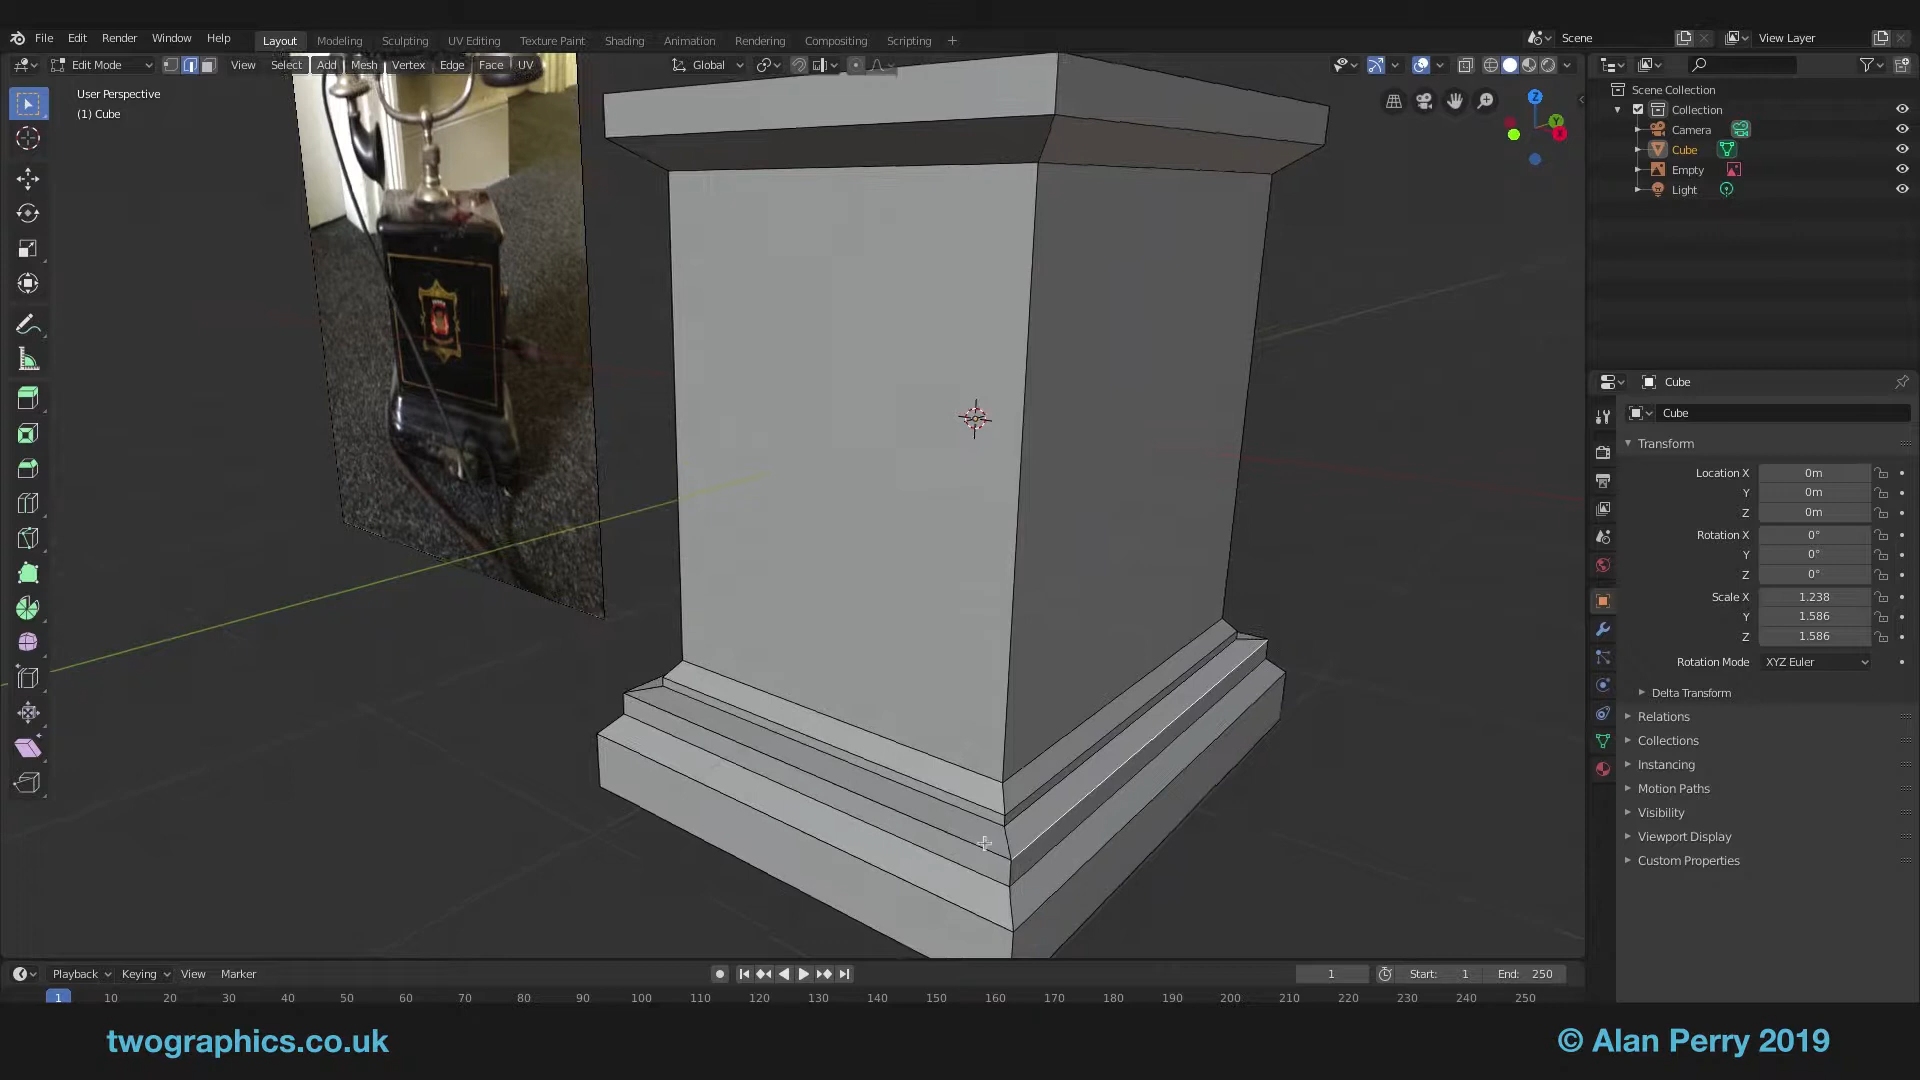 File Edit Render Window Help
Layout Modeling Sculpting UV Editing Texture Paint Shading Animation Rendering Compositing Scripting
Scene
View Layer
Edit Mode
View Select Add Mesh Vertex Edge Face UV
Global
User Perspective
(1) Cube
Z
Y
X
Scene Collection
Collection
Camera
Cube
Empty
Light
Cube
Cube
Transform
Location X 0m
Y 0m
Z 0m
Rotation X 0°
Y 0°
Z 0°
Scale X 1.238
Y 1.586
Z 1.586
Rotation Mode XYZ Euler
Delta Transform
Relations
Collections
Instancing
Motion Paths
Visibility
Viewport Display
Custom Properties
Playback Keying View Marker
1 Start: 1 End: 250
1 10 20 30 40 50 60 70 80 90 100 110 120 130 140 150 160 170 180 190 200 210 220 230 240 250
twographics.co.uk
© Alan Perry 2019